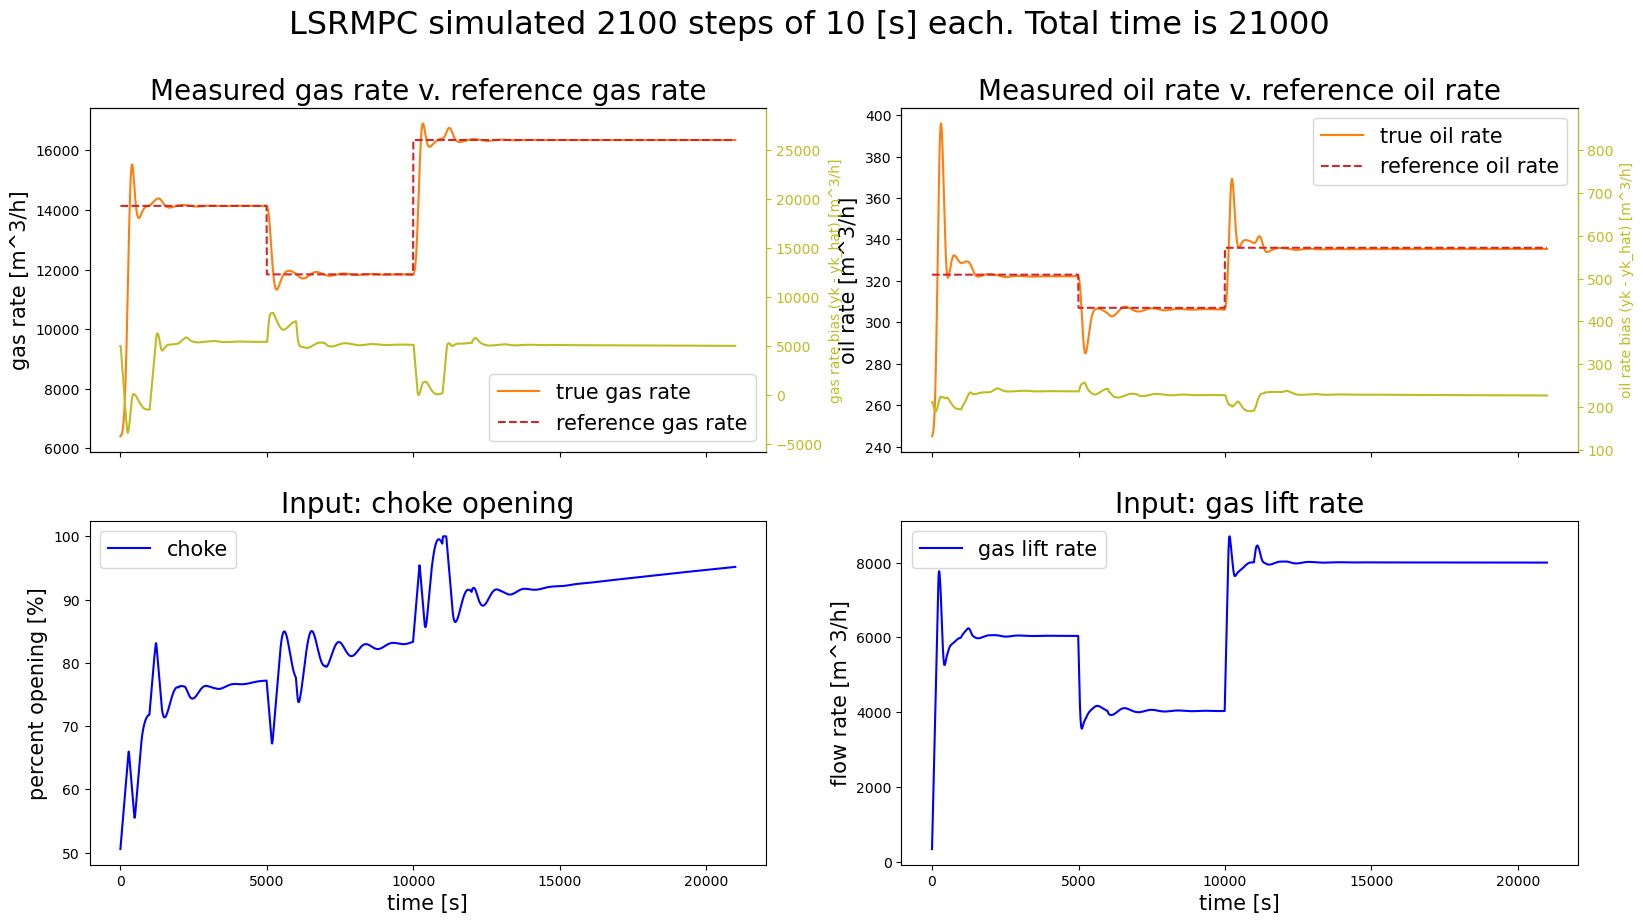 LSRMPC simulated 2100 steps of 10 [s] each. Total time is 21000
Measured gas rate v. reference gas rate
gas rate [m^3/h]
16000
14000
12000
10000
8000
6000
25000
20000
15000
10000
5000
0
−5000
gas rate bias (yk - yk_hat) [m^3/h]
true gas rate
reference gas rate
Measured oil rate v. reference oil rate
oil rate [m^3/h]
400
380
360
340
320
300
280
260
240
800
700
600
500
400
300
200
100
oil rate bias (yk - yk_hat) [m^3/h]
true oil rate
reference oil rate
Input: choke opening
percent opening [%]
100
90
80
70
60
50
choke
0
5000
10000
15000
20000
time [s]
Input: gas lift rate
flow rate [m^3/h]
8000
6000
4000
2000
0
gas lift rate
0
5000
10000
15000
20000
time [s]